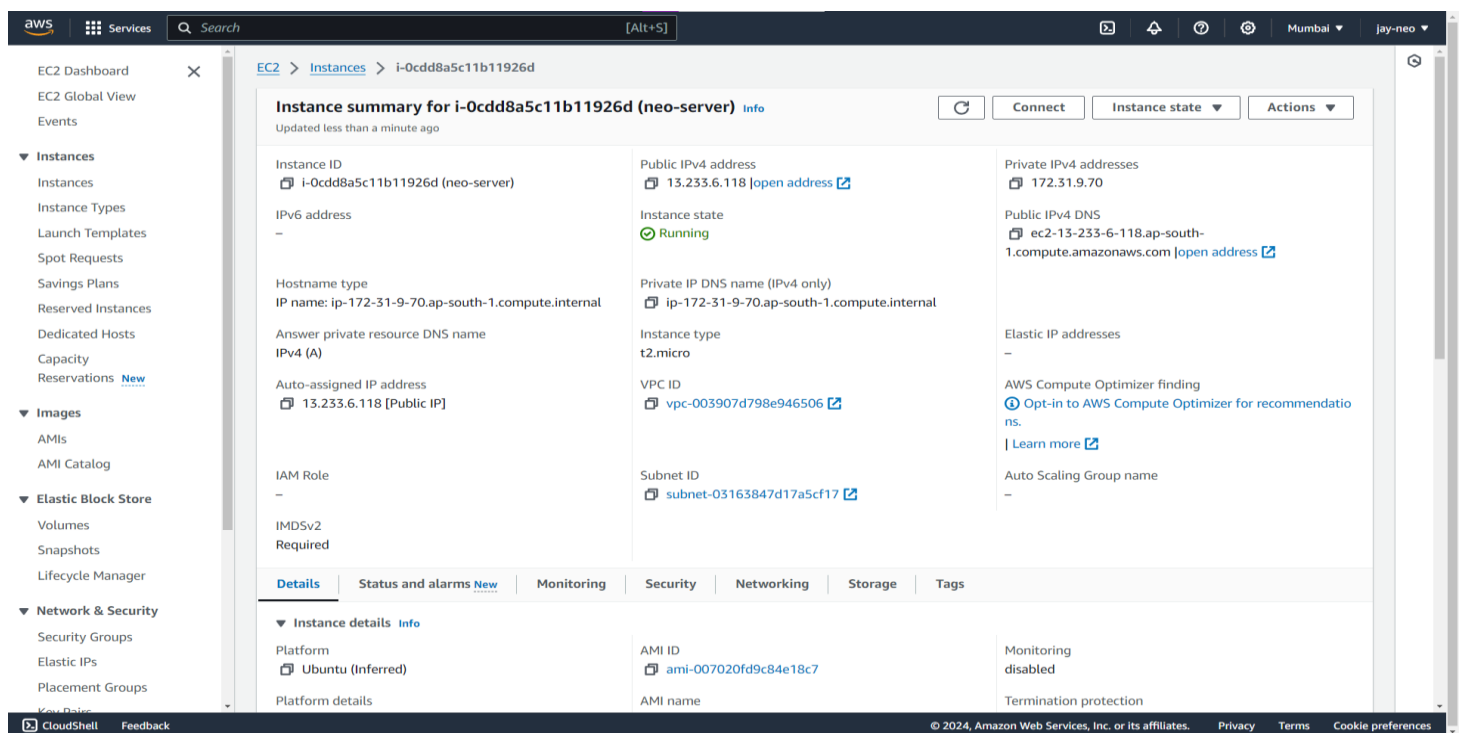 aws
Services
Search
[Alt+S]
Mumbai ▼
jay-neo ▼
EC2 Dashboard
EC2 Global View
Events
Instances
Instances
Instance Types
Launch Templates
Spot Requests
Savings Plans
Reserved Instances
Dedicated Hosts
Capacity
Reservations New
Images
AMIs
AMI Catalog
Elastic Block Store
Volumes
Snapshots
Lifecycle Manager
Network & Security
Security Groups
Elastic IPs
Placement Groups
Key Pairs
EC2 > Instances > i-0cdd8a5c11b11926d
Instance summary for i-0cdd8a5c11b11926d (neo-server) Info
Updated less than a minute ago
Connect
Instance state ▼
Actions ▼
Instance ID
i-0cdd8a5c11b11926d (neo-server)
Public IPv4 address
13.233.6.118 |open address
Private IPv4 addresses
172.31.9.70
IPv6 address
–
Instance state
Running
Public IPv4 DNS
ec2-13-233-6-118.ap-south-
1.compute.amazonaws.com |open address
Hostname type
IP name: ip-172-31-9-70.ap-south-1.compute.internal
Private IP DNS name (IPv4 only)
ip-172-31-9-70.ap-south-1.compute.internal
Answer private resource DNS name
IPv4 (A)
Instance type
t2.micro
Elastic IP addresses
–
Auto-assigned IP address
13.233.6.118 [Public IP]
VPC ID
vpc-003907d798e946506
AWS Compute Optimizer finding
Opt-in to AWS Compute Optimizer for recommendatio
ns.
| Learn more
IAM Role
–
Subnet ID
subnet-03163847d17a5cf17
Auto Scaling Group name
–
IMDSv2
Required
Details
Status and alarms New
Monitoring
Security
Networking
Storage
Tags
Instance details Info
Platform
Ubuntu (Inferred)
AMI ID
ami-007020fd9c84e18c7
Monitoring
disabled
Platform details
AMI name
Termination protection
CloudShell
Feedback
© 2024, Amazon Web Services, Inc. or its affiliates.
Privacy
Terms
Cookie preferences